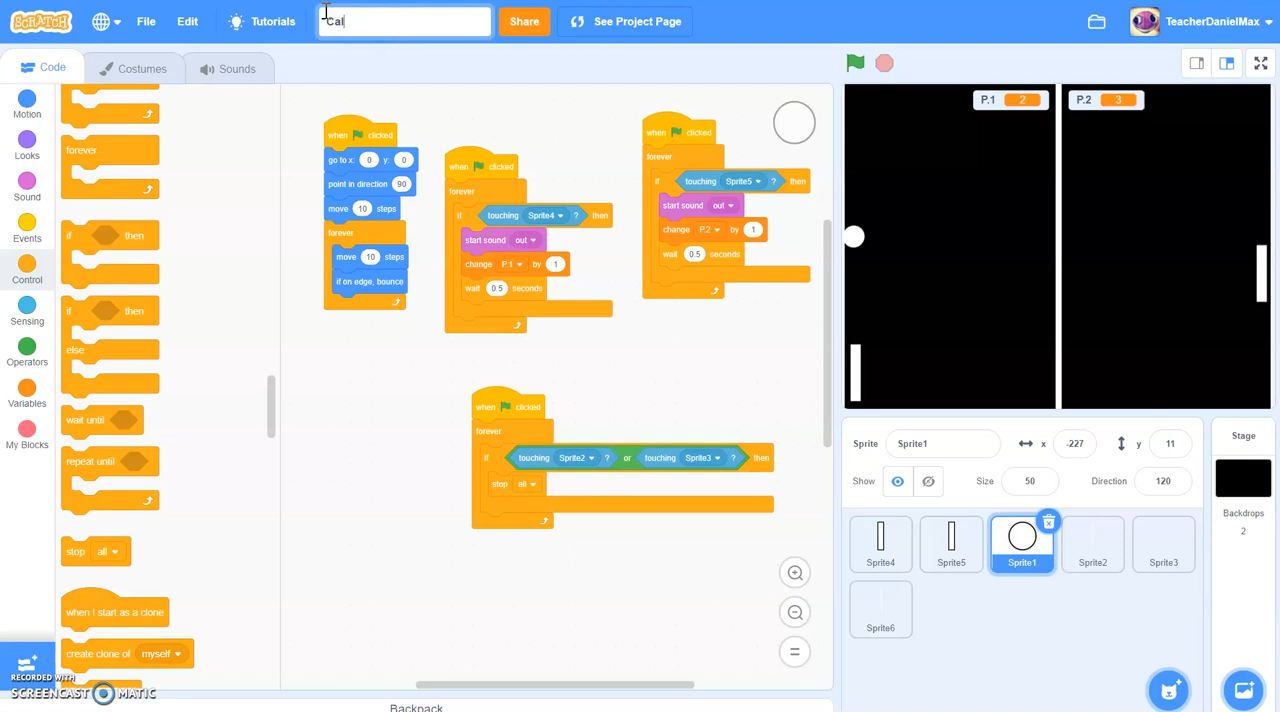 SCRATCH File Edit Tutorials Cal Share See Project Page TeacherDanielMax
Code Costumes Sounds
Motion
Looks
Sound
Events
Control
Sensing
Operators
Variables
My Blocks
forever
if then
if then
else
wait until
repeat until
stop all
when I start as a clone
create clone of myself
when clicked
go to x: 0 y: 0
point in direction 90
move 10 steps
forever
move 10 steps
if on edge, bounce
when clicked
forever
if touching Sprite4 ? then
start sound out
change P.1 by 1
wait 0.5 seconds
when clicked
forever
if touching Sprite5 ? then
start sound out
change P.2 by 1
wait 0.5 seconds
when clicked
forever
if touching Sprite2 ? or touching Sprite3 ? then
stop all
P.1 2 P.2 3
Sprite Sprite1 x -227 y 11
Show Size 50 Direction 120
Sprite4 Sprite5 Sprite1 Sprite2 Sprite3
Sprite6
Stage
Backdrops
2
Backpack
RECORDED WITH
SCREENCAST MATIC